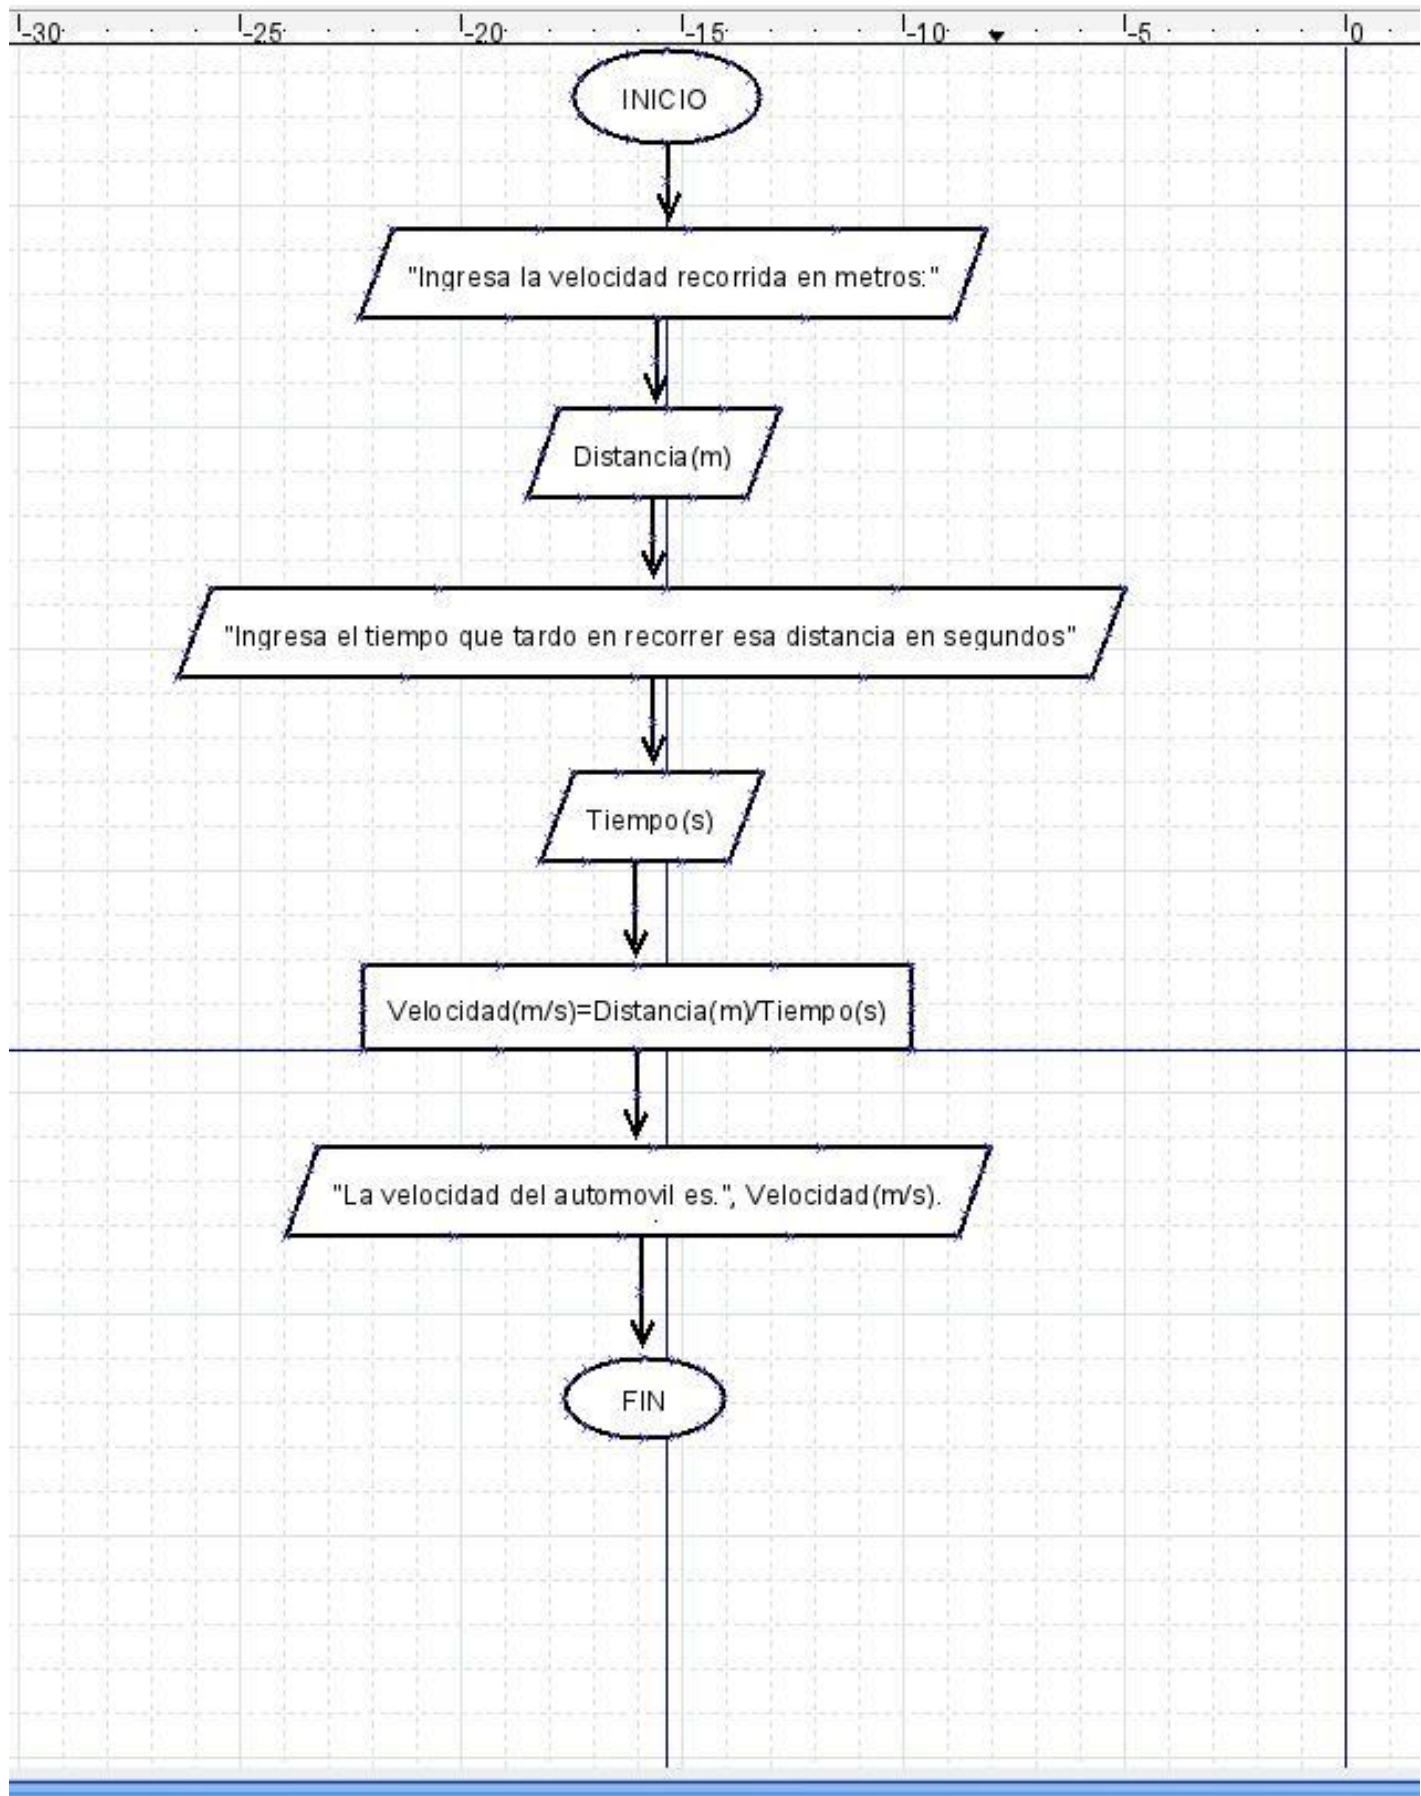 -30 -25 -20 -15 -10 -5 0
INICIO
"Ingresa la velocidad recorrida en metros:"
Distancia(m)
"Ingresa el tiempo que tardo en recorrer esa distancia en segundos"
Tiempo(s)
Velocidad(m/s)=Distancia(m)/Tiempo(s)
"La velocidad del automovil es.", Velocidad(m/s).
FIN